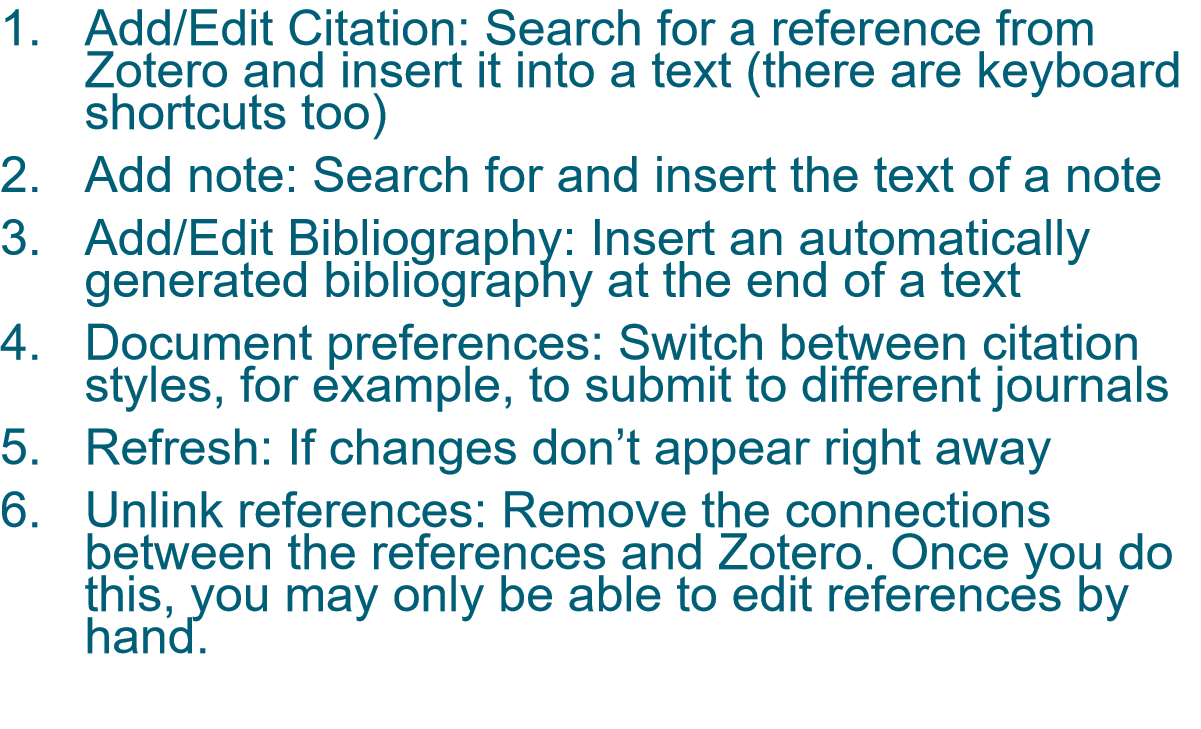 1. Add/Edit Citation: Search for a reference from
Zotero and insert it into a text (there are keyboard
shortcuts too)
2. Add note: Search for and insert the text of a note
3. Add/Edit Bibliography: Insert an automatically
generated bibliography at the end of a text
4. Document preferences: Switch between citation
styles, for example, to submit to different journals
5. Refresh: If changes don’t appear right away
6. Unlink references: Remove the connections
between the references and Zotero. Once you do
this, you may only be able to edit references by
hand.